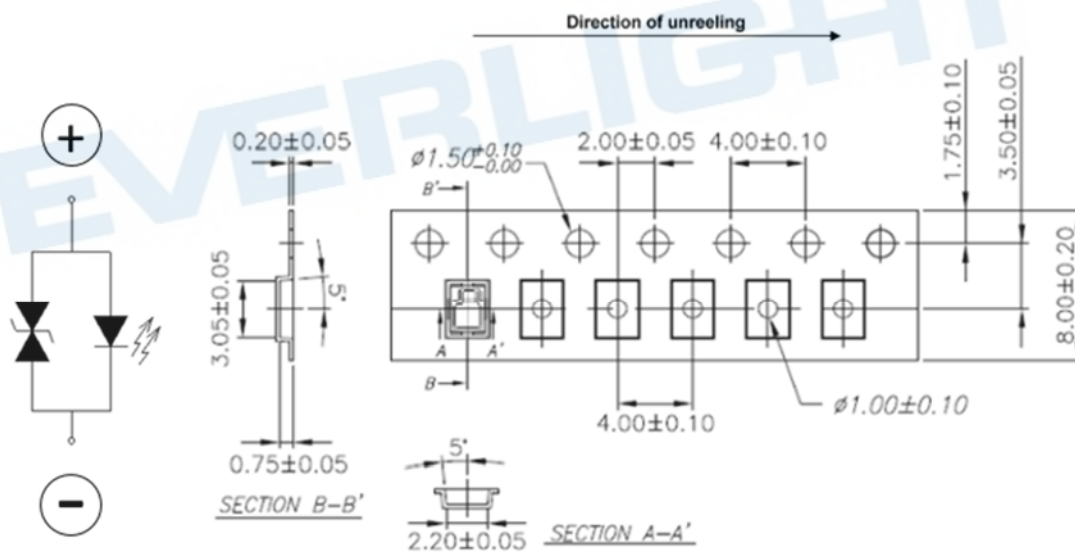 Direction of unreeling
EVERLIGHT
+
0.20±0.05
ø1.50+0.10
-0.00
2.00±0.05
4.00±0.10
1.75±0.10
3.50±0.05
8.00±0.20
B'
3.05±0.05
5°
A
A'
B
4.00±0.10
ø1.00±0.10
0.75±0.05
5°
-
SECTION B-B'
2.20±0.05
SECTION A-A'